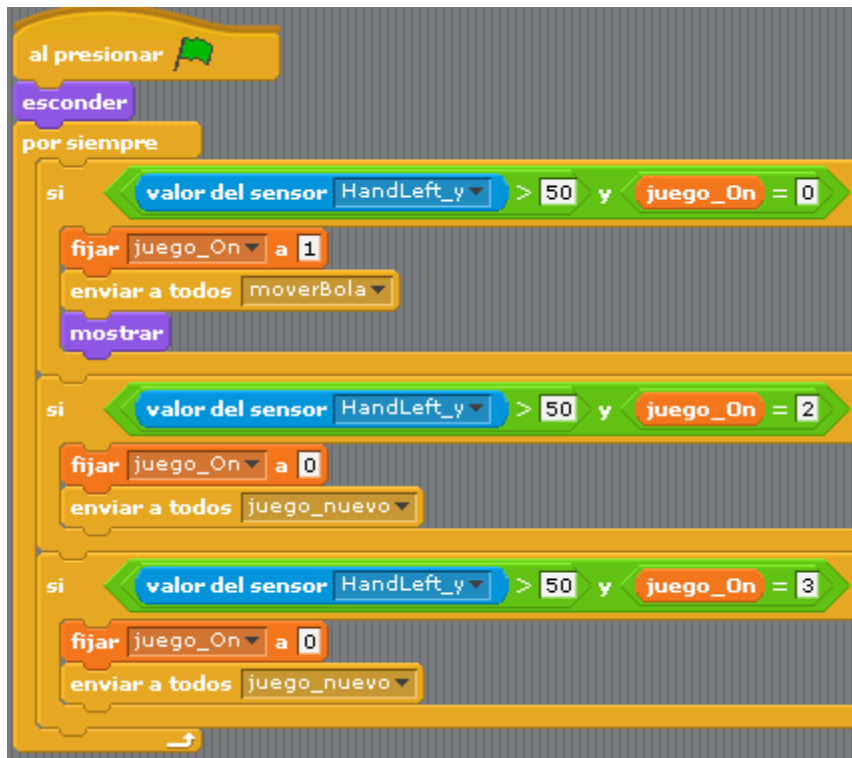 al presionar
esconder
por siempre
si valor del sensor HandLeft_y > 50 y juego_On = 0
fijar juego_On a 1
enviar a todos moverBola
mostrar
si valor del sensor HandLeft_y > 50 y juego_On = 2
fijar juego_On a 0
enviar a todos juego_nuevo
si valor del sensor HandLeft_y > 50 y juego_On = 3
fijar juego_On a 0
enviar a todos juego_nuevo